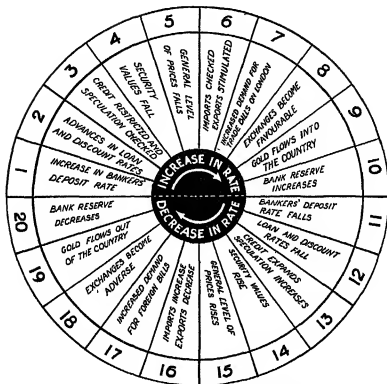 INCREASE IN RATE
DECREASE IN RATE
1
INCREASE IN BANKERS'
DEPOSIT RATE
2
ADVANCES IN LOAN
AND DISCOUNT RATES
3
CREDIT RESTRICTED AND
SPECULATION CHECKED
4
SECURITY
VALUES FALL
5
GENERAL LEVEL
OF PRICES FALLS
6
IMPORTS CHECKED
EXPORTS STIMULATED
7
INCREASED DEMAND FOR
TRADE BILLS ON LONDON
8
EXCHANGES BECOME
FAVOURABLE
9
GOLD FLOWS INTO
THE COUNTRY
10
BANK RESERVE
INCREASES
11
BANKERS' DEPOSIT
RATE FALLS
12
LOAN AND DISCOUNT
RATES FALL
13
CREDIT EXPANDS
SPECULATION INCREASES
14
SECURITY VALUES
RISE
15
GENERAL LEVEL OF
PRICES RISES
16
IMPORTS INCREASE
EXPORTS DECREASE
17
INCREASED DEMAND
FOR FOREIGN BILLS
18
EXCHANGES BECOME
ADVERSE
19
GOLD FLOWS OUT
OF THE COUNTRY
20
BANK RESERVE
DECREASES